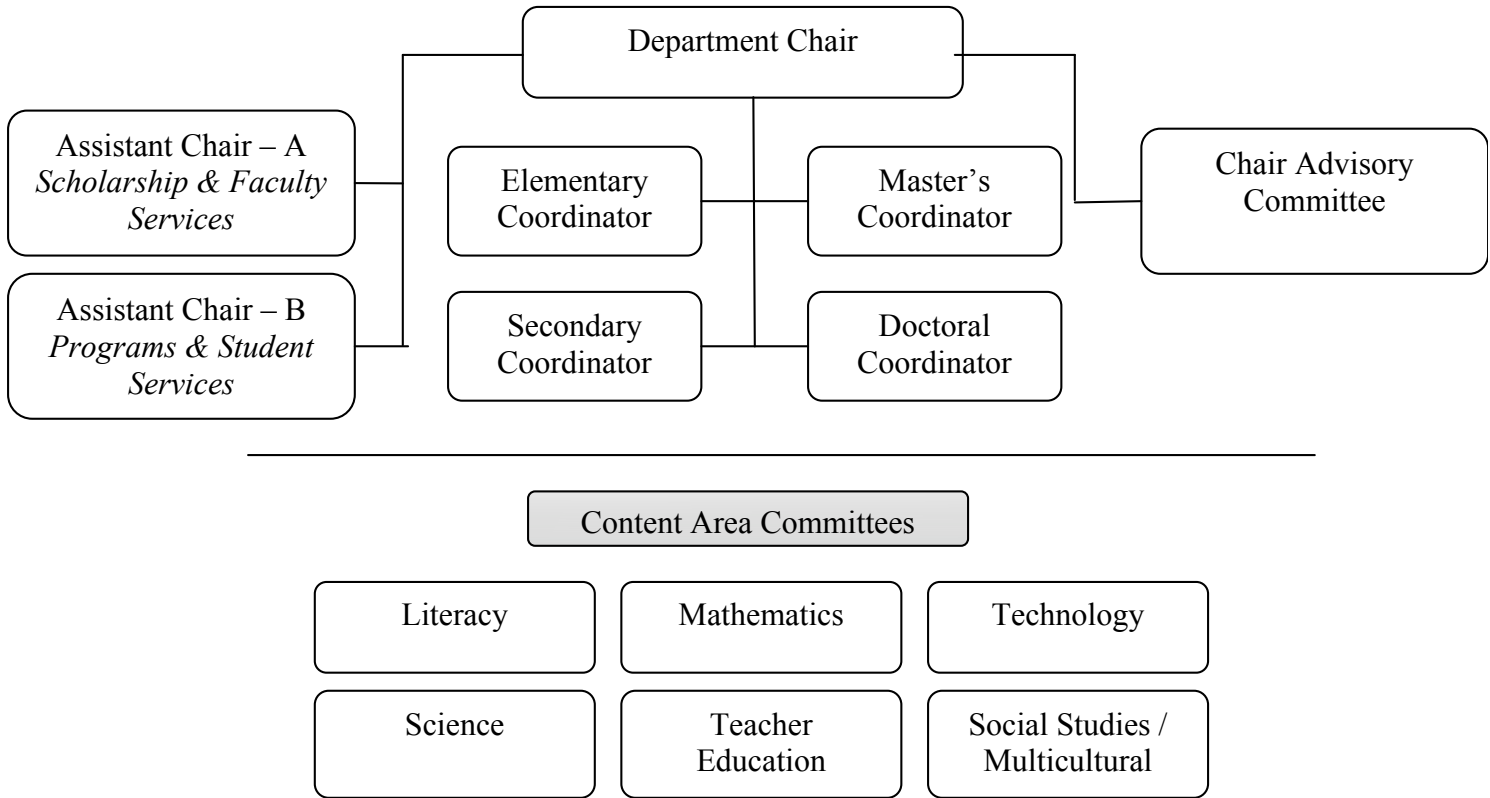 Department Chair
Assistant Chair – A
Scholarship & Faculty
Services
Elementary
Coordinator
Master’s
Coordinator
Chair Advisory
Committee
Assistant Chair – B
Programs & Student
Services
Secondary
Coordinator
Doctoral
Coordinator
Content Area Committees
Literacy
Mathematics
Technology
Science
Teacher
Education
Social Studies /
Multicultural